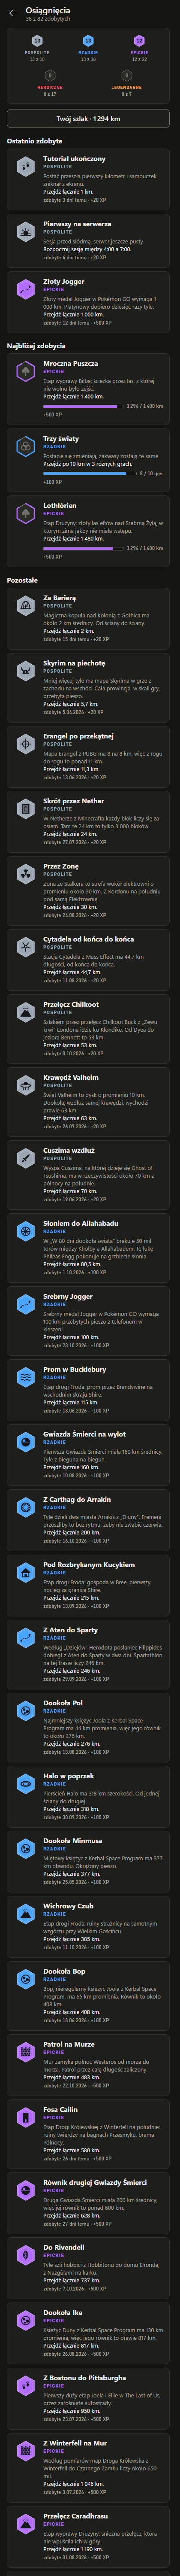 Osiągnięcia
38 z 82 zdobytych
13
POSPOLITE
13 z 18
13
RZADKIE
13 z 18
12
EPICKIE
12 z 22
0
HEROICZNE
0 z 17
0
LEGENDARNE
0 z 7
Twój szlak · 1294 km
Ostatnio zdobyte
Tutorial ukończony
POSPOLITE
Postać przeszła pierwszy kilometr i samouczek
zniknął z ekranu.
Przejdź łącznie 1 km.
zdobyte 3 dni temu · +20 XP
Pierwszy na serwerze
POSPOLITE
Sesja przed siódmą, serwer jeszcze pusty.
Rozpocznij sesję między 4:00 a 7:00.
zdobyte 4 dni temu · +20 XP
Złoty Jogger
EPICKIE
Złoty medal Jogger w Pokémon GO wymaga 1
000 km. Platynowy dopiero dziesięć razy tyle.
Przejdź łącznie 1 000 km.
zdobyte 12 dni temu · +500 XP
Najbliżej zdobycia
Mroczna Puszcza
EPICKIE
Etap wyprawy Bilba: ścieżka przez las, z której
nie wolno było zejść.
Przejdź łącznie 1 400 km.
1 294 / 1 400 km
+500 XP
Trzy światy
RZADKIE
Postacie się zmieniają, zakwasy zostają te same.
Przejdź po 10 km w 3 różnych grach.
8 / 10 gier
+100 XP
Lothlórien
EPICKIE
Etap Drużyny: złoty las elfów nad Srebrną Żyłą, w
którym zima jakby nie miała wstępu.
Przejdź łącznie 1 480 km.
1 294 / 1 480 km
+500 XP
Pozostałe
Za Barierą
POSPOLITE
Magiczna kopuła nad Kolonią z Gothica ma
około 2 km średnicy. Od ściany do ściany.
Przejdź łącznie 2 km.
zdobyte 15 dni temu · +20 XP
Skyrim na piechotę
POSPOLITE
Mniej więcej tyle ma mapa Skyrima w grze z
zachodu na wschód. Cała prowincja, w skali gry,
przebyta pieszo.
Przejdź łącznie 5,7 km.
zdobyte 5.04.2026 · +20 XP
Erangel po przekątnej
POSPOLITE
Mapa Erangel z PUBG ma 8 na 8 km, więc z rogu
do rogu to ponad 11 km.
Przejdź łącznie 11,3 km.
zdobyte 13.06.2026 · +20 XP
Skrót przez Nether
POSPOLITE
W Netherze z Minecrafta każdy blok liczy się za
osiem. Tam te 24 km to tylko 3 000 bloków.
Przejdź łącznie 24 km.
zdobyte 27.07.2026 · +20 XP
Przez Zonę
POSPOLITE
Zona ze Stalkera to strefa wokół elektrowni o
promieniu około 30 km. Z Kordonu na południu
pod samą Elektrownię.
Przejdź łącznie 30 km.
zdobyte 24.08.2026 · +20 XP
Cytadela od końca do końca
POSPOLITE
Stacja Cytadela z Mass Effect ma 44,7 km
długości, od końca do końca.
Przejdź łącznie 44,7 km.
zdobyte 11.08.2026 · +20 XP
Przełęcz Chilkoot
POSPOLITE
Szlakiem przez przełęcz Chilkoot Buck z „Zewu
krwi" Londona idzie ku Klondike. Od Dyea do
jeziora Bennett to 53 km.
Przejdź łącznie 53 km.
zdobyte 3.10.2026 · +20 XP
Krawędź Valheim
POSPOLITE
Świat Valheim to dysk o promieniu 10 km.
Dookoła, wzdłuż samej krawędzi, wychodzi
prawie 63 km.
Przejdź łącznie 63 km.
zdobyte 26.07.2026 · +20 XP
Cuszima wzdłuż
POSPOLITE
Wyspa Cuszima, na której dzieje się Ghost of
Tsushima, ma w rzeczywistości około 70 km z
północy na południe.
Przejdź łącznie 70 km.
zdobyte 19.06.2026 · +20 XP
Słoniem do Allahabadu
RZADKIE
W „W 80 dni dookoła świata" brakuje 50 mil
torów między Kholby a Allahabadem. Tę lukę
Phileas Fogg pokonuje na grzbiecie słonia.
Przejdź łącznie 80,5 km.
zdobyte 1.10.2026 · +100 XP
Srebrny Jogger
RZADKIE
Srebrny medal Jogger w Pokémon GO wymaga
100 km przebytych pieszo z telefonem w
kieszeni.
Przejdź łącznie 100 km.
zdobyte 23.10.2026 · +100 XP
Prom w Bucklebury
RZADKIE
Etap drogi Froda: prom przez Brandywinę na
wschodnim skraju Shire.
Przejdź łącznie 115 km.
zdobyte 18.06.2026 · +100 XP
Gwiazda Śmierci na wylot
RZADKIE
Pierwsza Gwiazda Śmierci miała 160 km średnicy.
Tyle z bieguna na biegun.
Przejdź łącznie 160 km.
zdobyte 10.08.2026 · +100 XP
Z Carthag do Arrakin
RZADKIE
Tyle dzieli dwa miasta Arrakis z „Diuny". Fremeni
przeszliby to bez rytmu, żeby nie zwabić czerwia.
Przejdź łącznie 200 km.
zdobyte 16.10.2026 · +100 XP
Pod Rozbrykanym Kucykiem
RZADKIE
Etap drogi Froda: gospoda w Bree, pierwszy
nocleg za granicą Shire.
Przejdź łącznie 215 km.
zdobyte 12.09.2026 · +100 XP
Z Aten do Sparty
RZADKIE
Według „Dziejów" Herodota posłaniec Filippides
dobiegł z Aten do Sparty w dwa dni. Spartathlon
na tej trasie liczy 246 km.
Przejdź łącznie 246 km.
zdobyte 29.09.2026 · +100 XP
Dookoła Pol
RZADKIE
Najmniejszy księżyc Joola z Kerbal Space
Program ma 44 km promienia, więc jego równik
to około 276 km.
Przejdź łącznie 276 km.
zdobyte 13.08.2026 · +100 XP
Halo w poprzek
RZADKIE
Pierścień Halo ma 318 km szerokości. Od jednej
ściany do drugiej.
Przejdź łącznie 318 km.
zdobyte 30.09.2026 · +100 XP
Dookoła Minmusa
RZADKIE
Miętowy księżyc z Kerbal Space Program ma 377
km obwodu. Okrążony pieszo.
Przejdź łącznie 377 km.
zdobyte 25.05.2026 · +100 XP
Wichrowy Czub
RZADKIE
Etap drogi Froda: ruiny strażnicy na samotnym
wzgórzu przy Wielkim Gościńcu.
Przejdź łącznie 385 km.
zdobyte 11.10.2026 · +100 XP
Dookoła Bop
RZADKIE
Bop, nieregularny księżyc Joola z Kerbal Space
Program, ma 65 km promienia. Równik to około
408 km.
Przejdź łącznie 408 km.
zdobyte 18.06.2026 · +100 XP
Patrol na Murze
EPICKIE
Mur zamyka północ Westeros od morza do
morza. Patrol przez całą długość zaliczony.
Przejdź łącznie 483 km.
zdobyte 22.10.2026 · +500 XP
Fosa Cailin
EPICKIE
Etap Drogi Królewskiej z Winterfell na południe:
ruiny twierdzy na bagnach Przesmyku, brama
Północy.
Przejdź łącznie 580 km.
zdobyte 26 dni temu · +500 XP
Równik drugiej Gwiazdy Śmierci
EPICKIE
Druga Gwiazda Śmierci miała 200 km średnicy,
więc jej równik to ponad 600 km.
Przejdź łącznie 628 km.
zdobyte 27 dni temu · +500 XP
Do Rivendell
EPICKIE
Tyle szli hobbici z Hobbitonu do domu Elronda,
z Nazgûlami na karku.
Przejdź łącznie 737 km.
zdobyte 7.10.2026 · +500 XP
Dookoła Ike
EPICKIE
Księżyc Duny z Kerbal Space Program ma 130 km
promienia, więc jego równik to prawie 817 km.
Przejdź łącznie 817 km.
zdobyte 26.08.2026 · +500 XP
Z Bostonu do Pittsburgha
EPICKIE
Pierwszy duży etap Joela i Ellie w The Last of Us,
przez zarośnięte autostrady.
Przejdź łącznie 950 km.
zdobyte 23.07.2026 · +500 XP
Z Winterfell na Mur
EPICKIE
Według pomiarów map Droga Królewska z
Winterfell do Czarnego Zamku liczy około 650
mil.
Przejdź łącznie 1 046 km.
zdobyte 3.07.2026 · +500 XP
Przełęcz Caradhrasu
EPICKIE
Etap wyprawy Drużyny: śnieżna przełęcz, która
nie wpuściła ich w góry.
Przejdź łącznie 1 190 km.
zdobyte 31.08.2026 · +500 XP